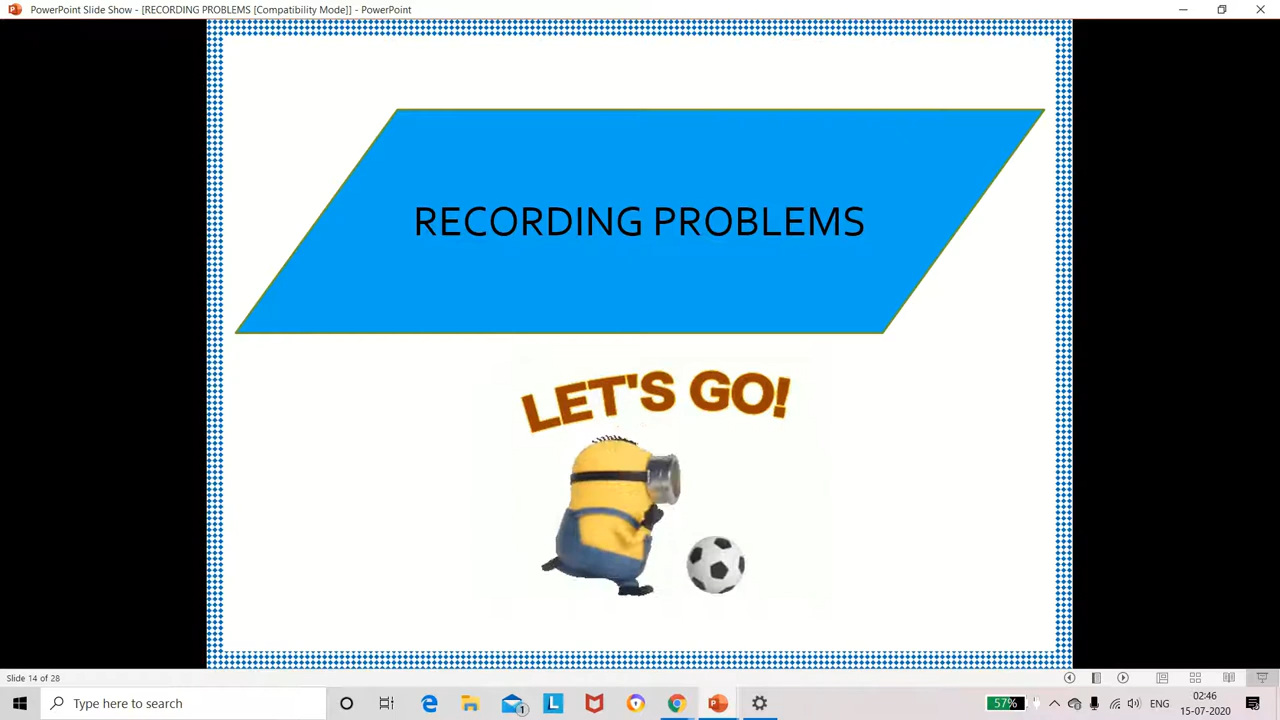 PowerPoint Slide Show - [RECORDING PROBLEMS [Compatibility Mode]] - PowerPoint
RECORDING PROBLEMS
LET'S GO!
Slide 14 of 28
Type here to search
1
L
57%
ENG
02:46
15-07-2020